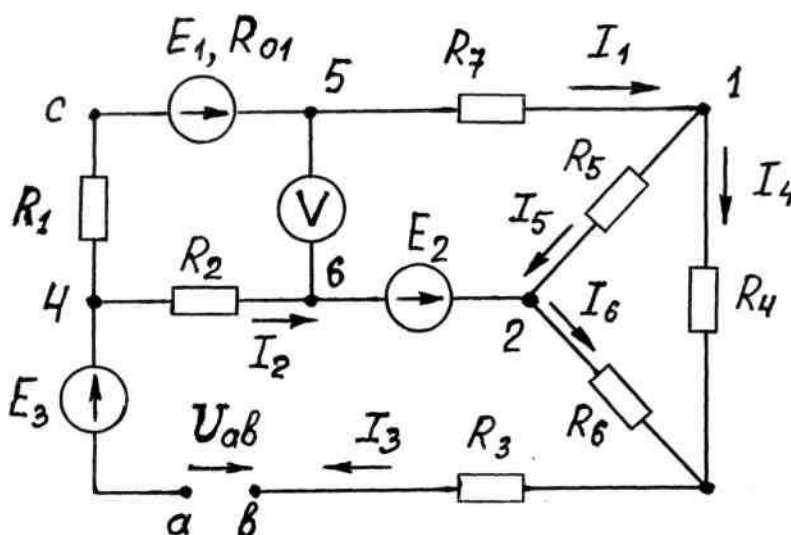 E₁, R₀₁
5
R₇
I₁
1
c
R₅
I₄
R₁
V
I₅
E₂
R₂
6
4
I₆
R₄
I₂
2
E₃
Uaв
I₃
R₃
R₆
a
в